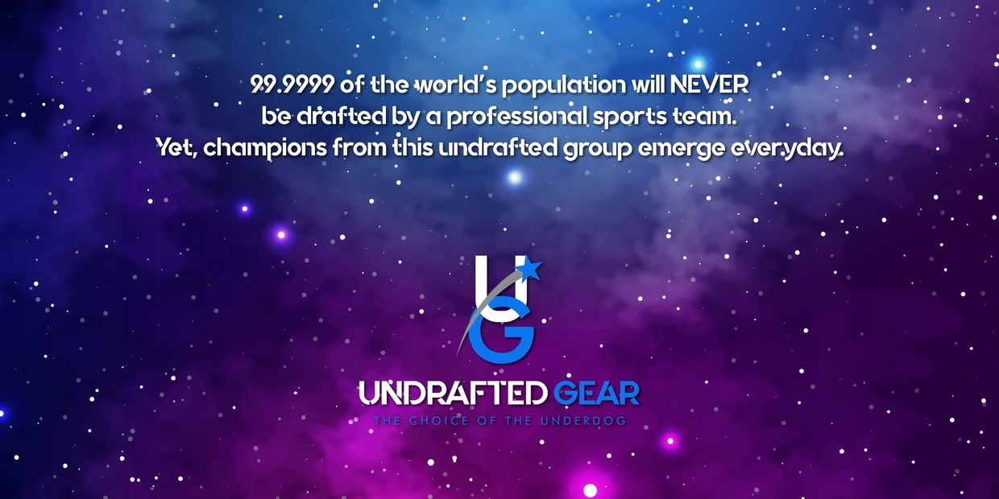 99.9999 of the world's population will NEVER
be drafted by a professional sports team.
Yet, champions from this undrafted group emerge everyday.
UG
UNDRAFTED GEAR
THE CHOICE OF THE UNDERDOG